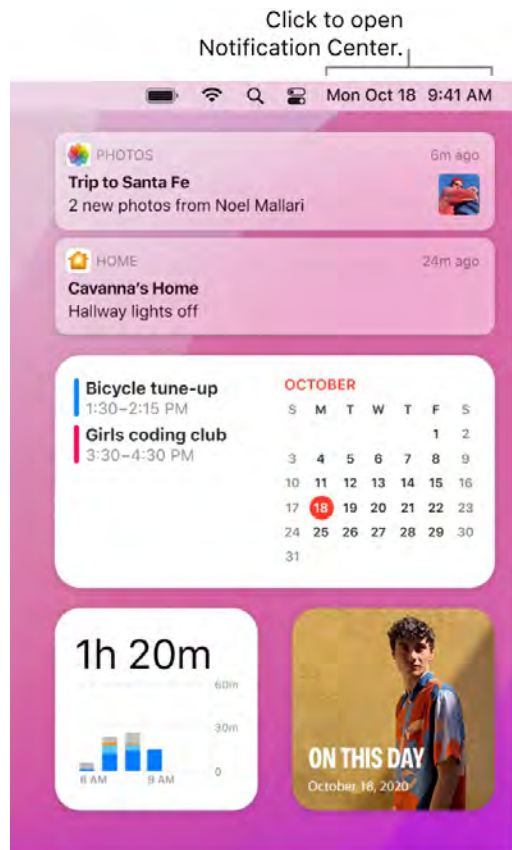 Click to open
Notification Center.
Mon Oct 18 9:41 AM
PHOTOS 6m ago
Trip to Santa Fe
2 new photos from Noel Mallari
HOME 24m ago
Cavanna's Home
Hallway lights off
Bicycle tune-up
1:30–2:15 PM
Girls coding club
3:30–4:30 PM
OCTOBER
S M T W T F S
1 2
3 4 5 6 7 8 9
10 11 12 13 14 15 16
17 18 19 20 21 22 23
24 25 26 27 28 29 30
31
1h 20m
60m
30m
0
6 AM 9 AM
ON THIS DAY
October 18, 2020